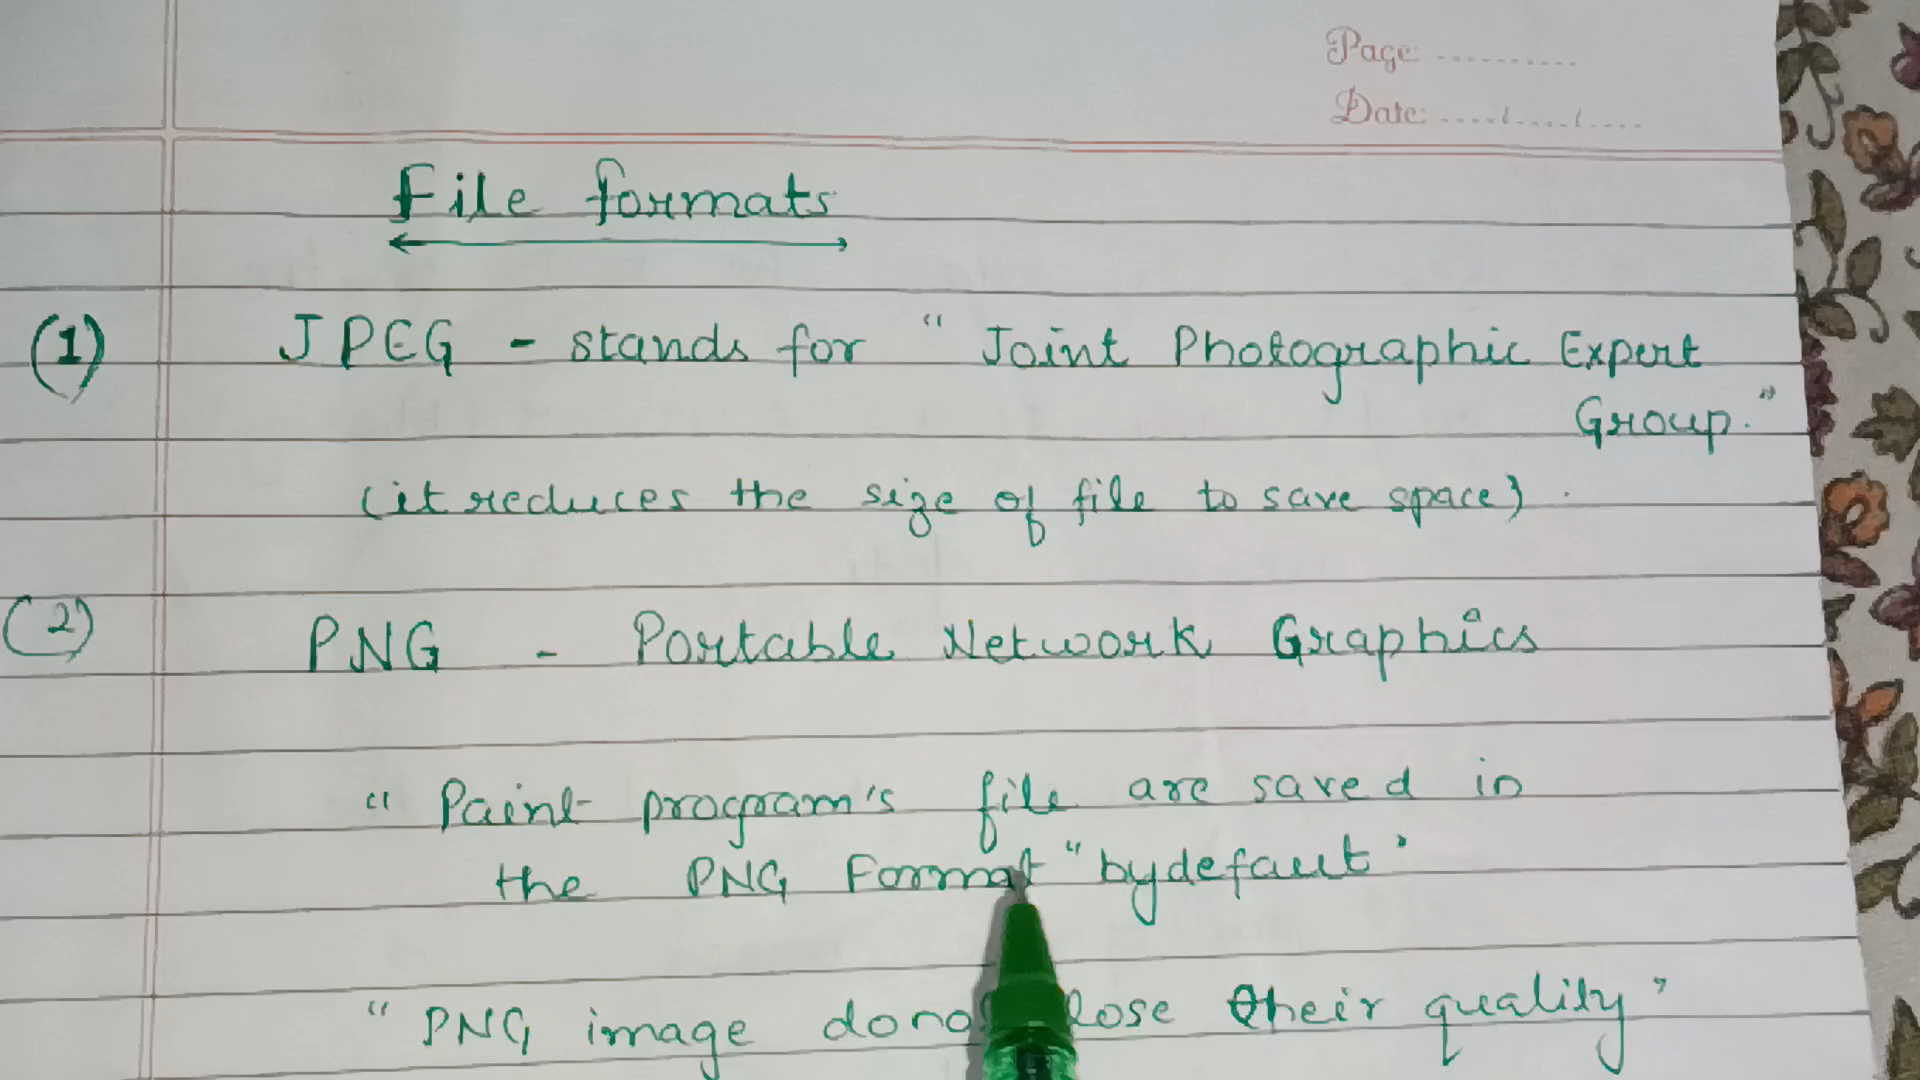 Page: ..........
Date: ..../..../....
File formats
(1) JPEG - stands for " Joint Photographic Expert
Group."
(it reduces the size of file to save space).
(2) PNG - Portable Network Graphics
" Paint program's file are saved in
the PNG Format "bydefault"
" PNG image lose their quality "